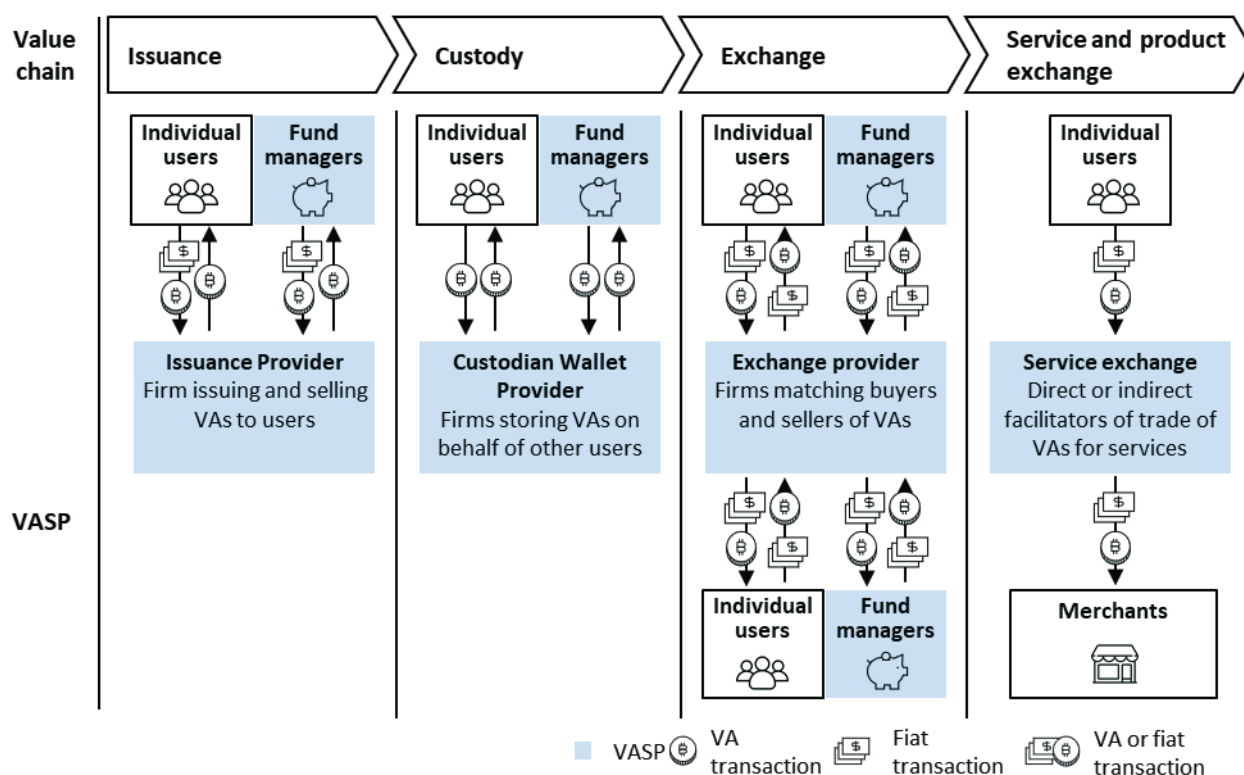 Value
chain
Issuance
Custody
Exchange
Service and product
exchange
Individual
users
Fund
managers
Individual
users
Fund
managers
Individual
users
Fund
managers
Individual
users
Issuance Provider
Firm issuing and selling
VAs to users
Custodian Wallet
Provider
Firms storing VAs on
behalf of other users
Exchange provider
Firms matching buyers
and sellers of VAs
Service exchange
Direct or indirect
facilitators of trade of
VAs for services
VASP
Individual
users
Fund
managers
Merchants
VASP
VA
transaction
Fiat
transaction
VA or fiat
transaction